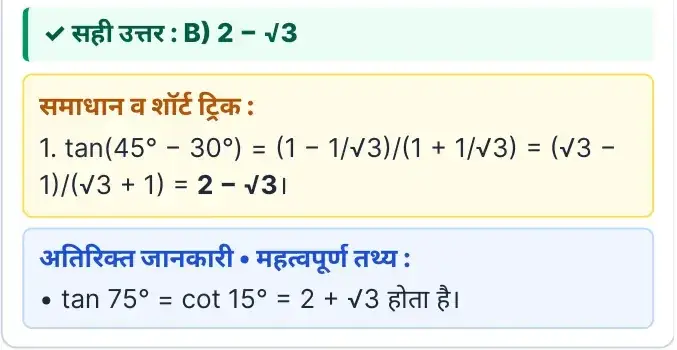 ✓ सही उत्तर : B) 2 − √3
समाधान व शॉर्ट ट्रिक :
1. tan(45° − 30°) = (1 − 1/√3)/(1 + 1/√3) = (√3 −
1)/(√3 + 1) = 2 − √3।
अतिरिक्त जानकारी • महत्वपूर्ण तथ्य :
• tan 75° = cot 15° = 2 + √3 होता है।